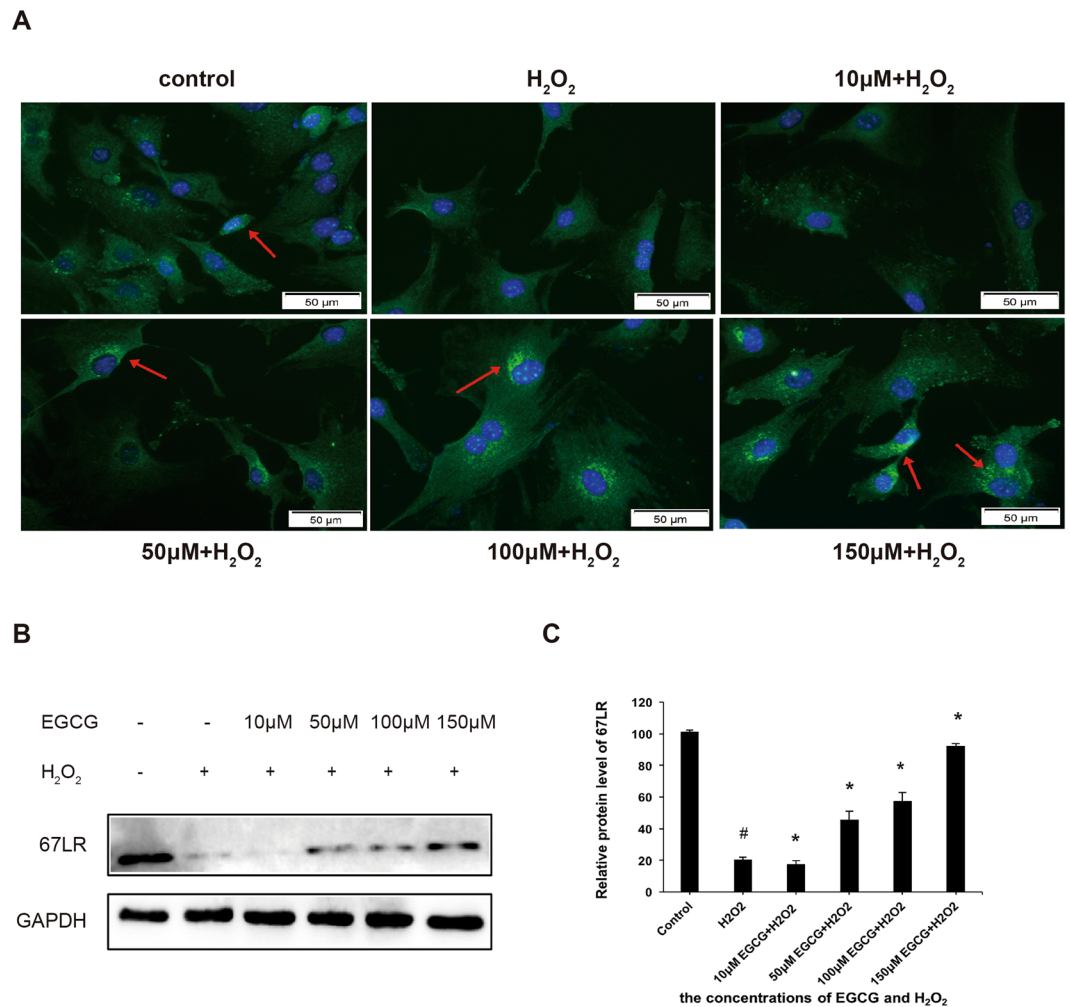 A
control H₂O₂ 10µM+H₂O₂
50 µm 50 µm 50 µm
50 µm 50 µm 50 µm
50µM+H₂O₂ 100µM+H₂O₂ 150µM+H₂O₂
B
EGCG - - 10µM 50µM 100µM 150µM
H₂O₂ - + + + + +
67LR
GAPDH
C
Relative protein level of 67LR
120
100
80
60
40
20
0
#
*
*
*
*
Control
H2O2
10µM EGCG+H2O2
50µM EGCG+H2O2
100µM EGCG+H2O2
150µM EGCG+H2O2
the concentrations of EGCG and H₂O₂